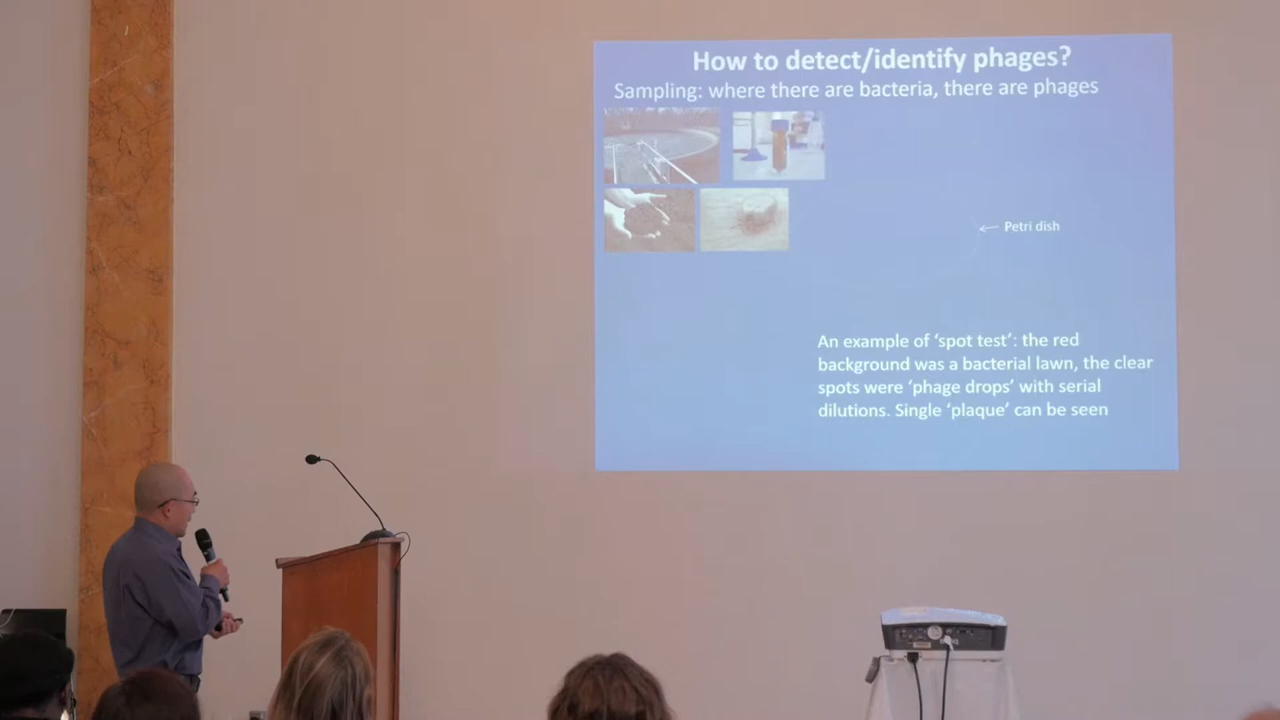 How to detect/identify phages?
Sampling: where there are bacteria, there are phages
Petri dish
An example of ‘spot test’: the red
background was a bacterial lawn, the clear
spots were ‘phage drops’ with serial
dilutions. Single ‘plaque’ can be seen